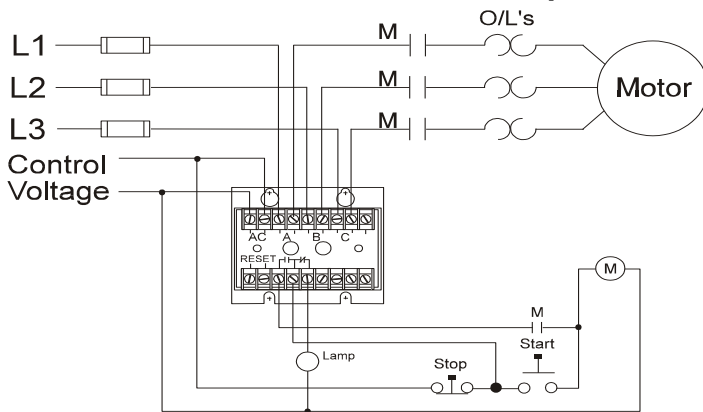 O/L's
L1
M
L2
M
Motor
L3
M
Control
Voltage
AC A B C
RESET
M
M
Start
Lamp
Stop